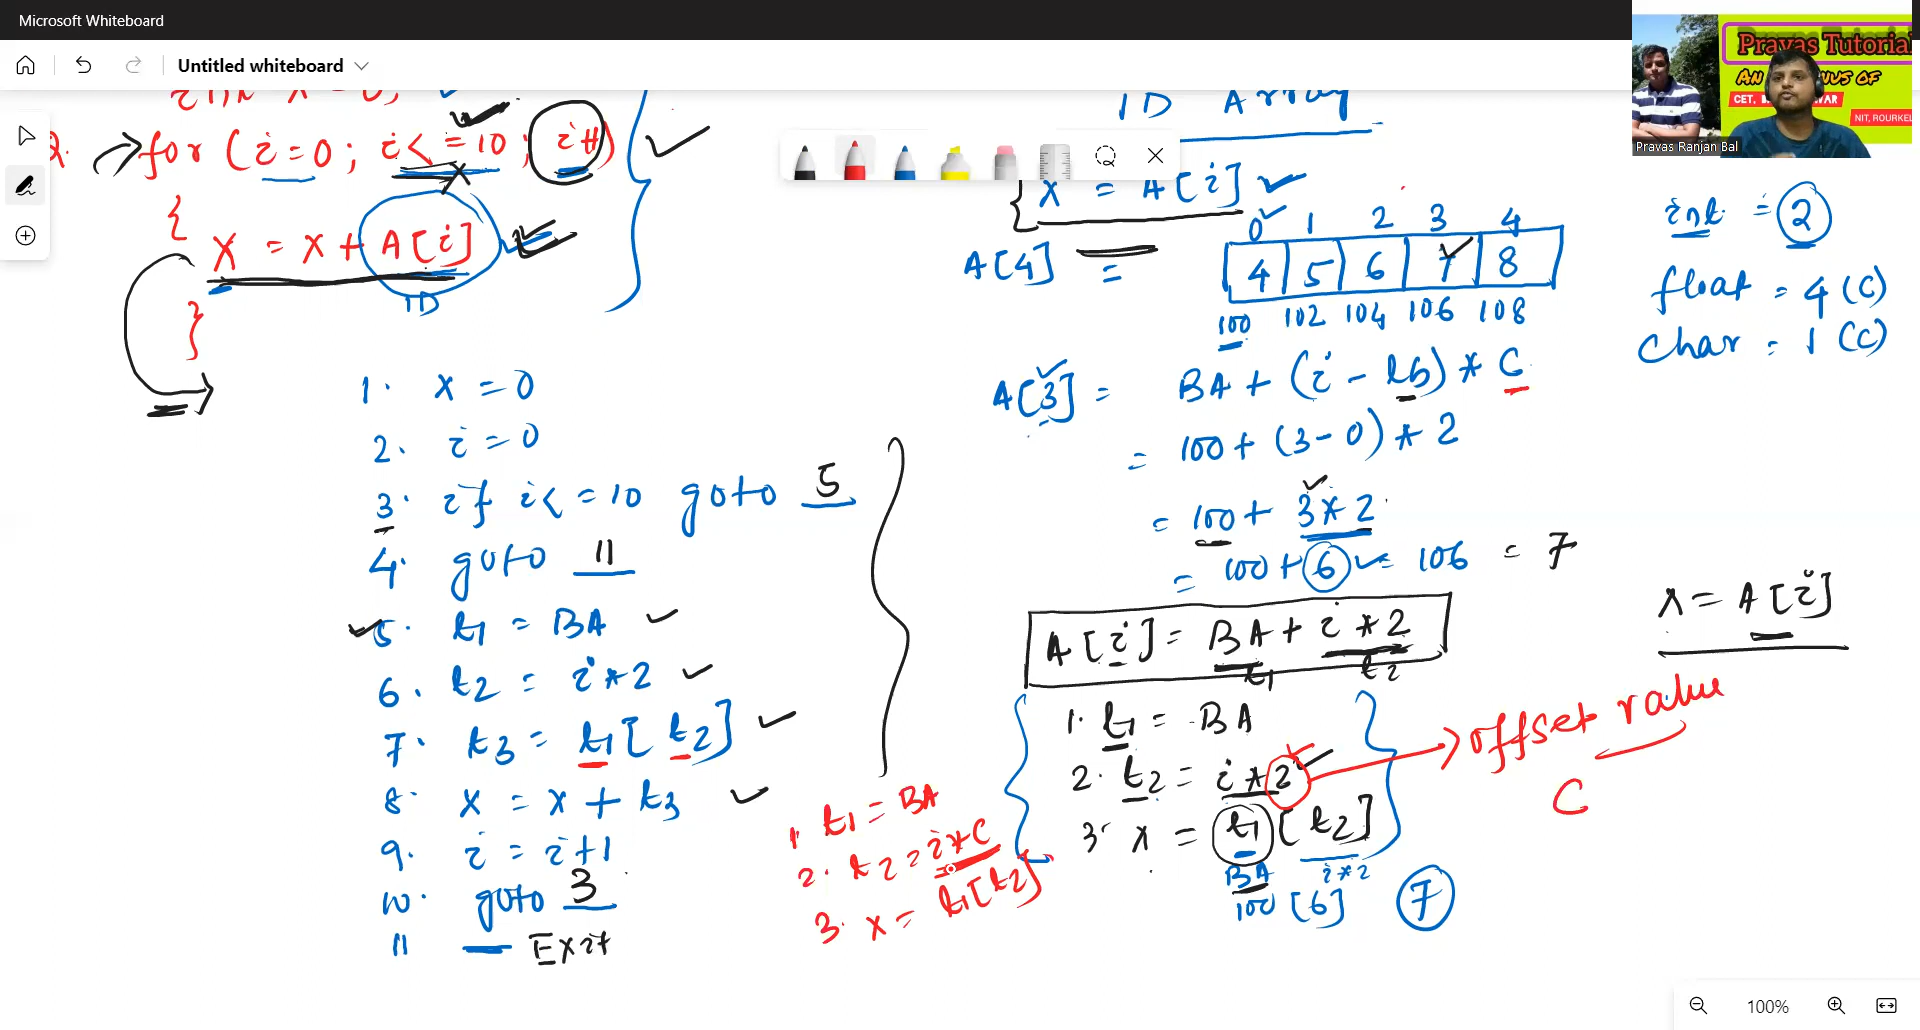 Microsoft Whiteboard
Untitled whiteboard
Pravas Tutorial
CET,
NIT, ROURKEL
Pravas Ranjan Bal
for (i=0; i<=10; i++)
{
X = X + A[i]
1D
}
1. x = 0
2. i = 0
3. if i<=10 goto 5
4. goto 11
5. t1 = BA
6. t2 = i*2
7. t3 = t1[t2]
8. x = x + t3
9. i = i+1
10. goto 3
11 Exit
1D Array
X = A[i]
0 1 2 3 4
A[4] = 4 5 6 7 8
100 102 104 106 108
A[3] = BA + (i - lb) * C
= 100 + (3-0) * 2
= 100 + 3*2
= 100 + 6 = 106 = 7
A[i] = BA + i*2
t1 t2
1. t1 = BA
2. t2 = i*2
3. x = t1[t2]
BA i*2
100 [6] 7
1. t1 = BA
2. t2 = i*C
3. x = t1[t2]
int = 2
float = 4 (C)
char = 1 (C)
X = A[i]
offset value
C
100%